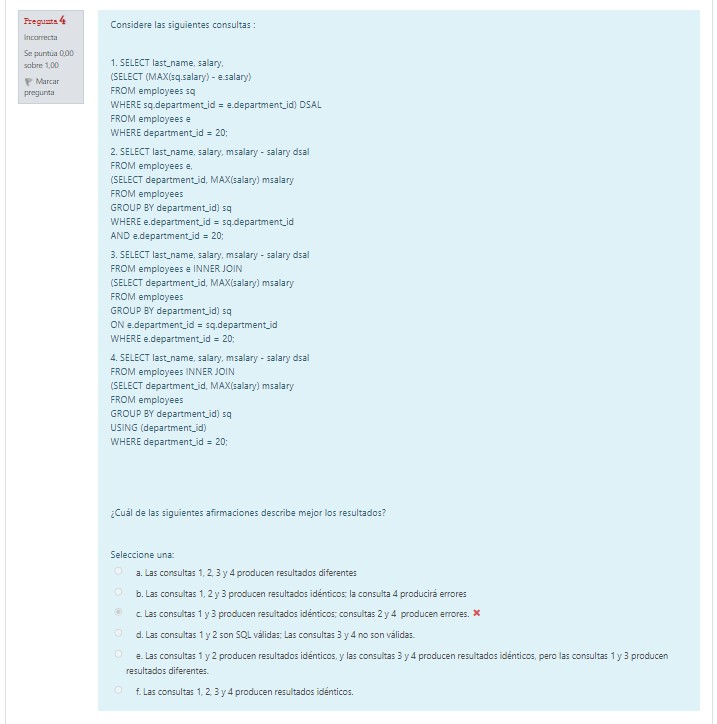 Pregunta 4
Incorrecta
Se puntúa 0,00
sobre 1,00
Marcar
pregunta
Considere las siguientes consultas :
1. SELECT last_name, salary,
(SELECT (MAX(sq.salary) - e.salary)
FROM employees sq
WHERE sq.department_id = e.department_id) DSAL
FROM employees e
WHERE department_id = 20;
2. SELECT last_name, salary, msalary - salary dsal
FROM employees e,
(SELECT department_id, MAX(salary) msalary
FROM employees
GROUP BY department_id) sq
WHERE e.department_id = sq.department_id
AND e.department_id = 20;
3. SELECT last_name, salary, msalary - salary dsal
FROM employees e INNER JOIN
(SELECT department_id, MAX(salary) msalary
FROM employees
GROUP BY department_id) sq
ON e.department_id = sq.department_id
WHERE e.department_id = 20;
4. SELECT last_name, salary, msalary - salary dsal
FROM employees INNER JOIN
(SELECT department_id, MAX(salary) msalary
FROM employees
GROUP BY department_id) sq
USING (department_id)
WHERE department_id = 20;
¿Cuál de las siguientes afirmaciones describe mejor los resultados?
Seleccione una:
a. Las consultas 1, 2, 3 y 4 producen resultados diferentes
b. Las consultas 1, 2 y 3 producen resultados idénticos; la consulta 4 producirá errores
c. Las consultas 1 y 3 producen resultados idénticos; consultas 2 y 4 producen errores.
d. Las consultas 1 y 2 son SQL válidas; Las consultas 3 y 4 no son válidas.
e. Las consultas 1 y 2 producen resultados idénticos, y las consultas 3 y 4 producen resultados idénticos, pero las consultas 1 y 3 producen
resultados diferentes.
f. Las consultas 1, 2, 3 y 4 producen resultados idénticos.